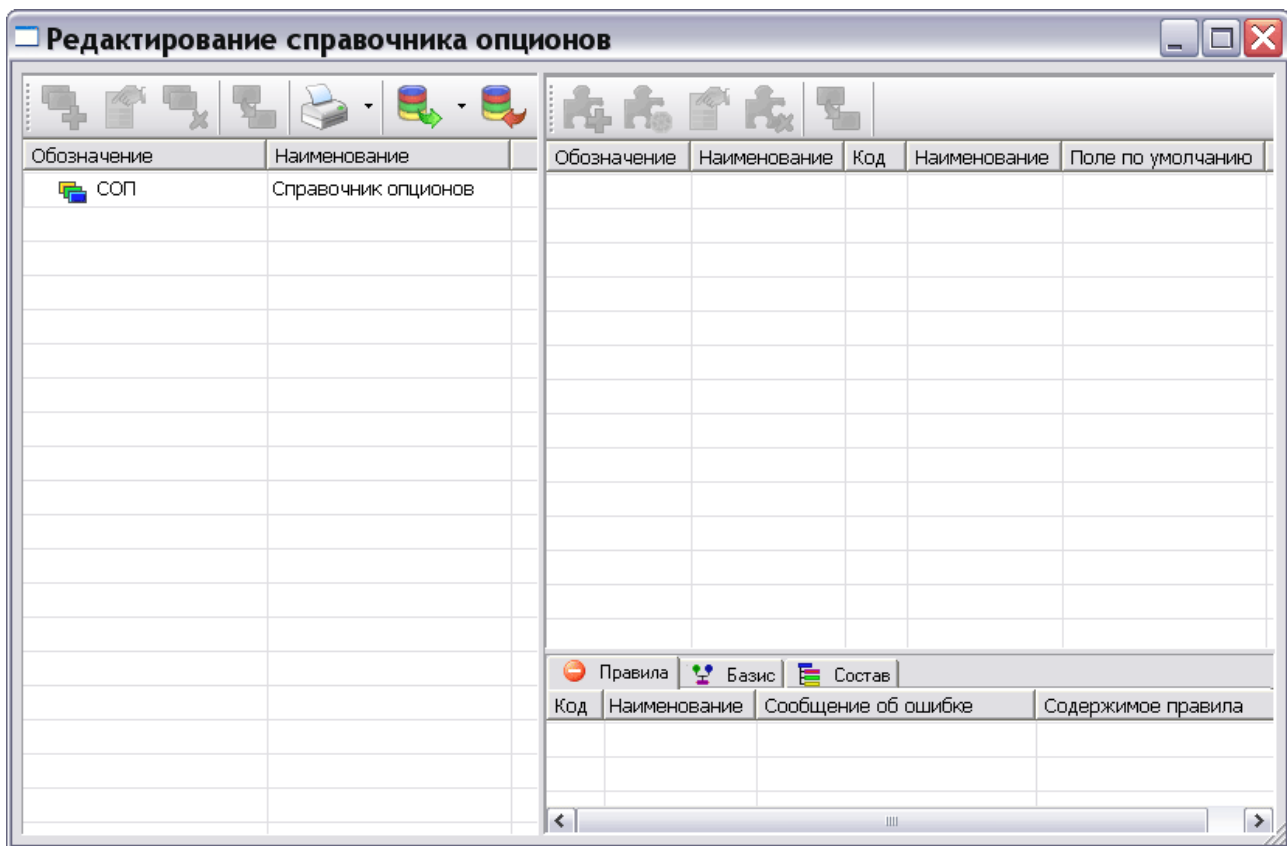 Редактирование справочника опционов
Обозначение Наименование
СОП Справочник опционов
Обозначение Наименование Код Наименование Поле по умолчанию
Правила Базис Состав
Код Наименование Сообщение об ошибке Содержимое правила